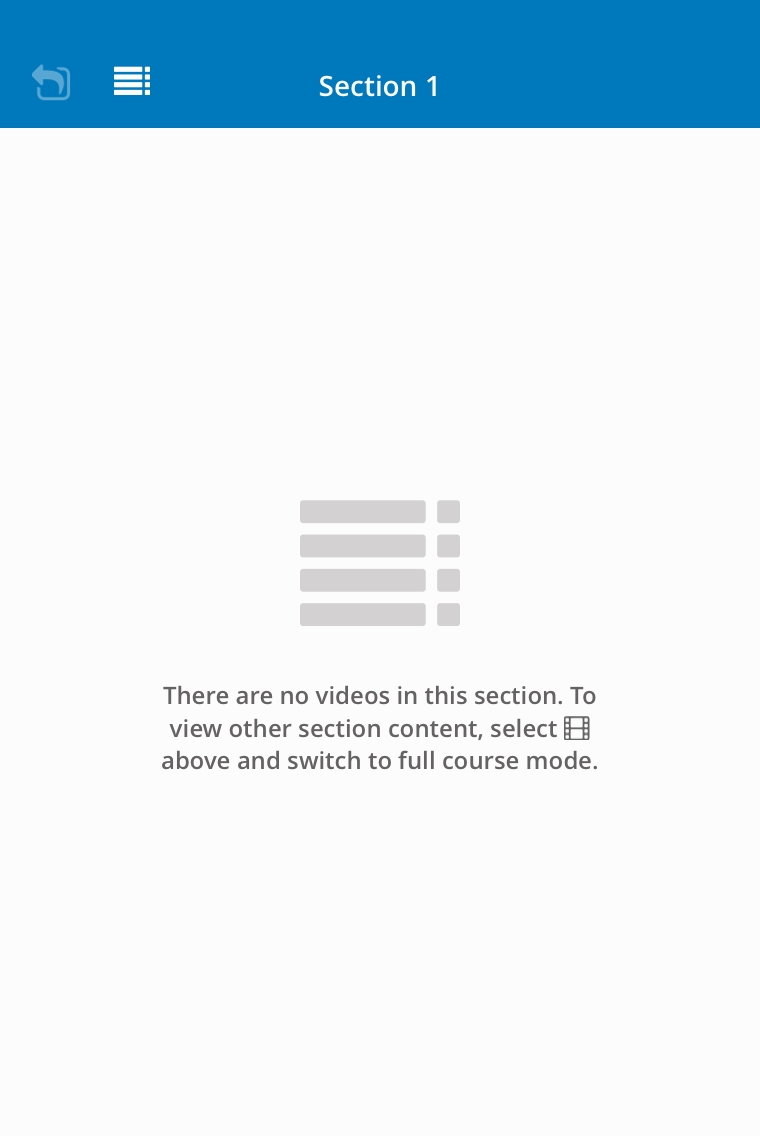 Section 1
There are no videos in this section. To
view other section content, select
above and switch to full course mode.